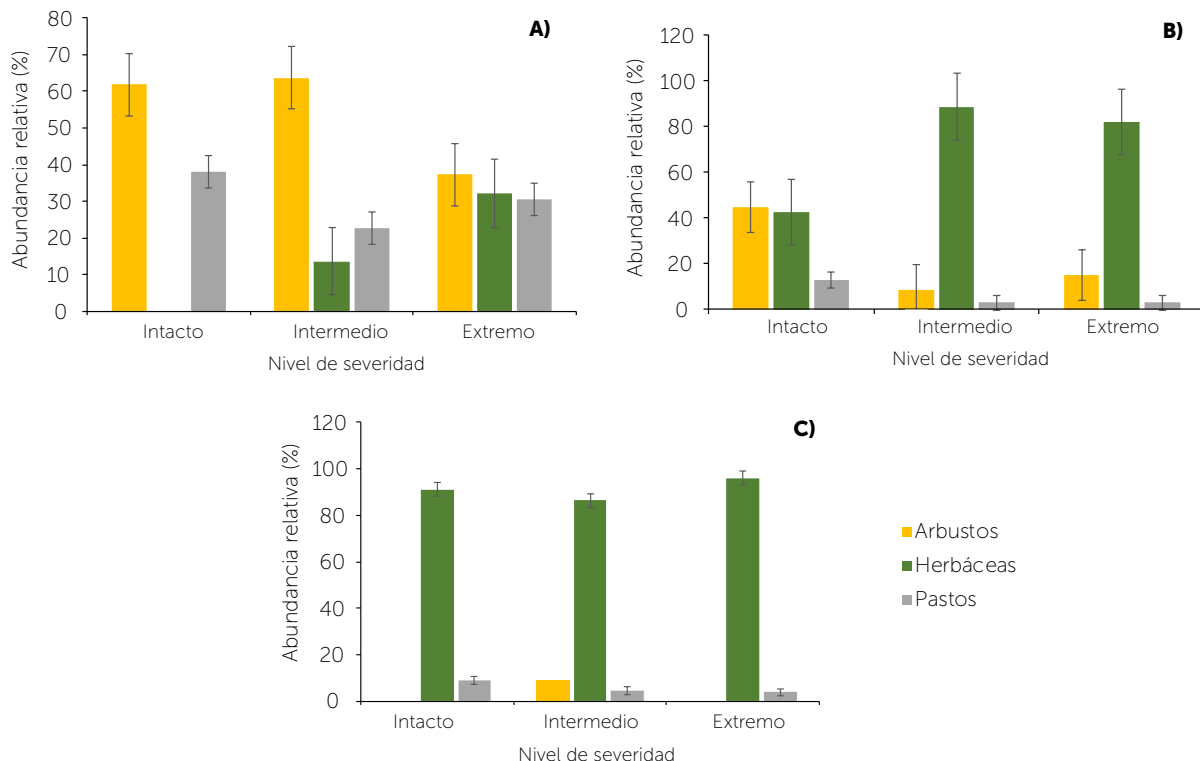 A)
Abundancia relativa (%)
80
70
60
50
40
30
20
10
0
Intacto Intermedio Extremo
Nivel de severidad
B)
Abundancia relativa (%)
120
100
80
60
40
20
0
Intacto Intermedio Extremo
Nivel de severidad
C)
Abundancia relativa (%)
120
100
80
60
40
20
0
Intacto Intermedio Extremo
Nivel de severidad
Arbustos
Herbáceas
Pastos